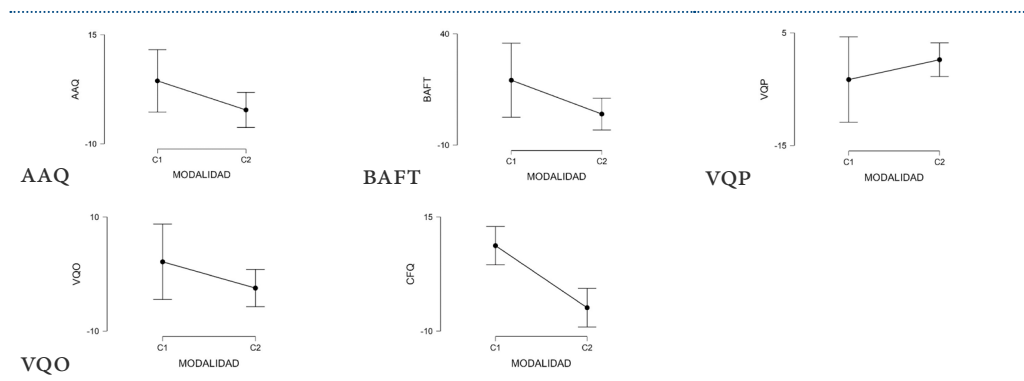 15
AAQ
-10
C1 C2
MODALIDAD
AAQ
40
BAFT
-10
C1 C2
MODALIDAD
BAFT
5
VQP
-15
C1 C2
MODALIDAD
VQP
10
VQO
-10
C1 C2
MODALIDAD
VQO
15
CFQ
-10
C1 C2
MODALIDAD